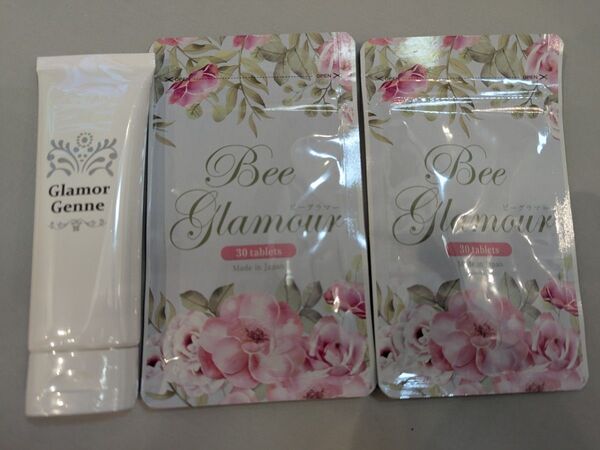 Glamor
Genne
OPEN
Bee
Glamour
ビーグラマー
30 tablets
Made in Japan
OPEN
Bee
Glamour
ビーグラマー
30 tablets
Made in Japan